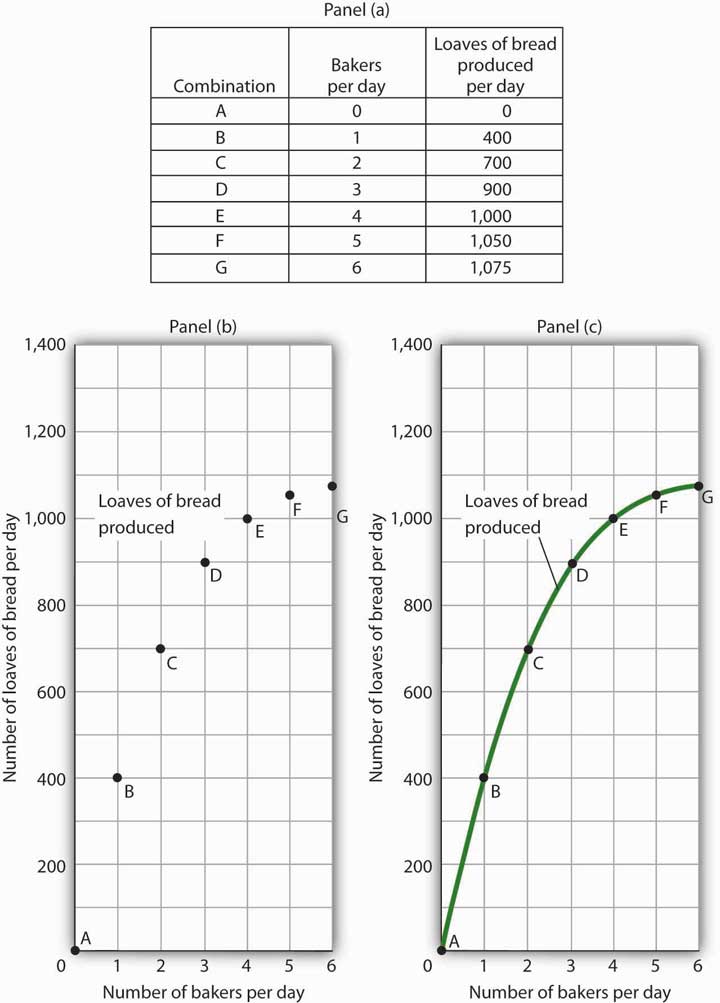 Panel (a)
Combination Bakers per day Loaves of bread produced per day
A 0 0
B 1 400
C 2 700
D 3 900
E 4 1,000
F 5 1,050
G 6 1,075
Panel (b)
1,400
1,200
1,000
800
600
400
200
0 1 2 3 4 5 6
Number of loaves of bread per day
Number of bakers per day
Loaves of bread
produced
A
B
C
D
E
F
G
Panel (c)
1,400
1,200
1,000
800
600
400
200
0 1 2 3 4 5 6
Number of loaves of bread per day
Number of bakers per day
Loaves of bread
produced
A
B
C
D
E
F
G